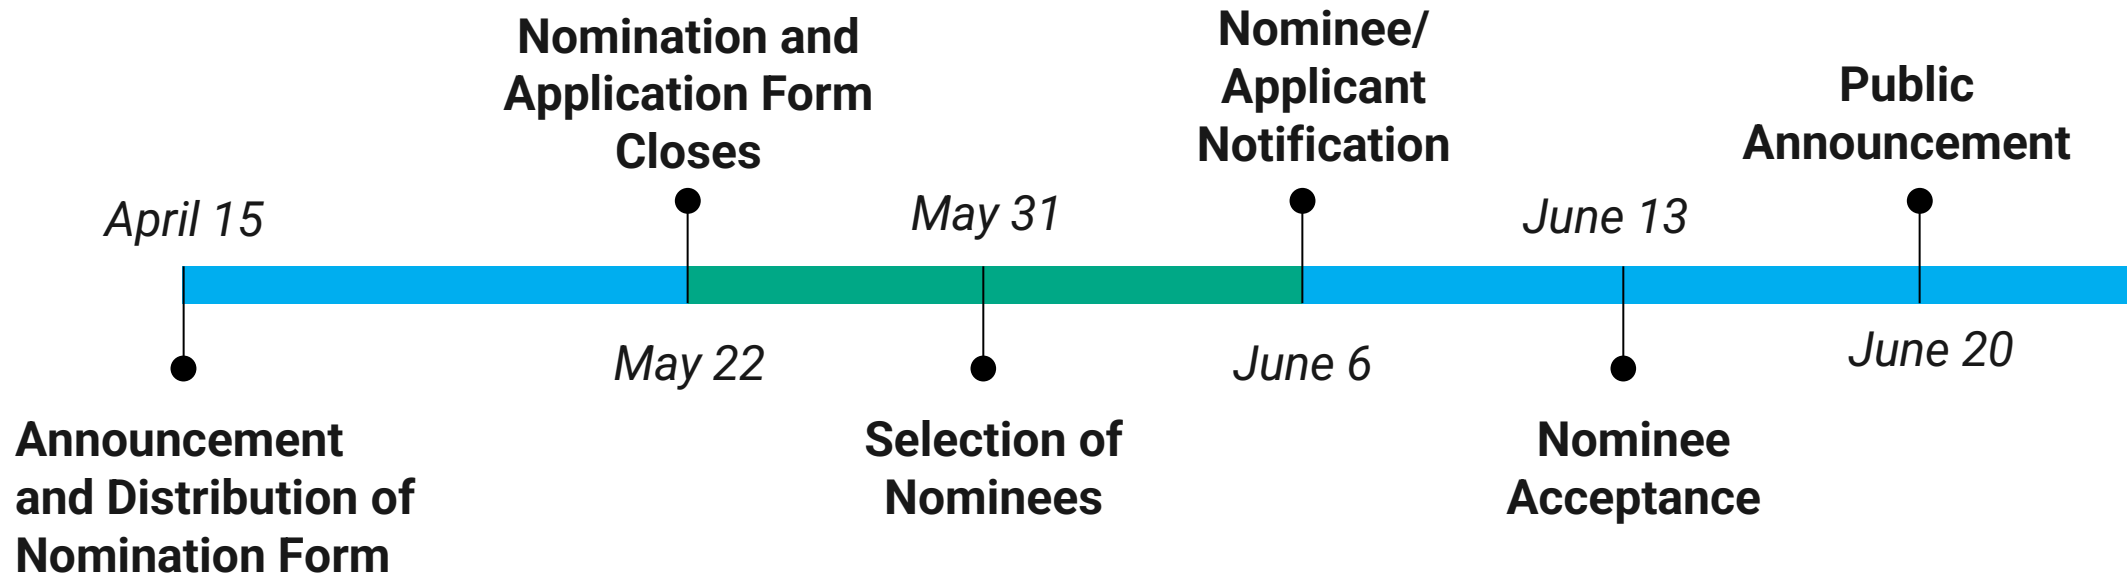 April 15
Announcement
and Distribution of
Nomination Form
Nomination and
Application Form
Closes
May 22
May 31
Selection of
Nominees
Nominee/
Applicant
Notification
June 6
June 13
Nominee
Acceptance
Public
Announcement
June 20